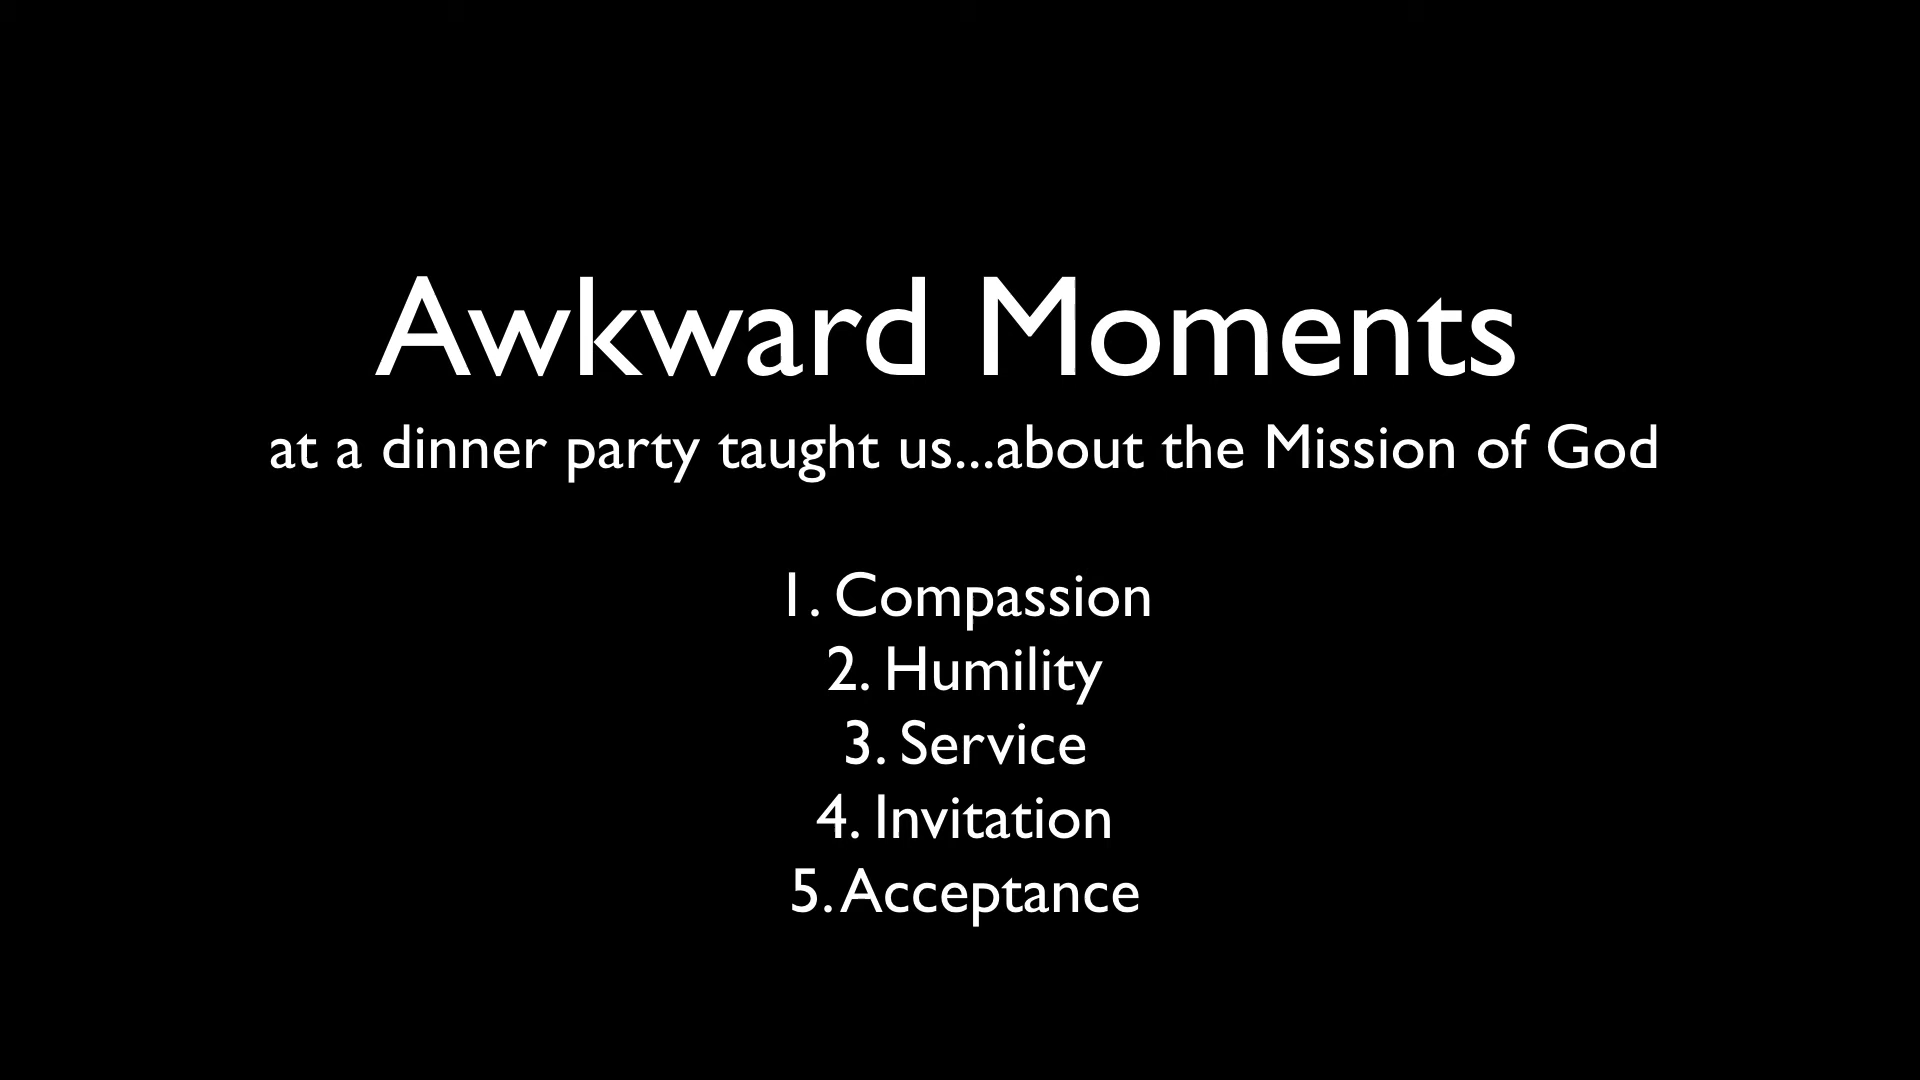 Awkward Moments
at a dinner party taught us...about the Mission of God
1. Compassion
2. Humility
3. Service
4. Invitation
5. Acceptance